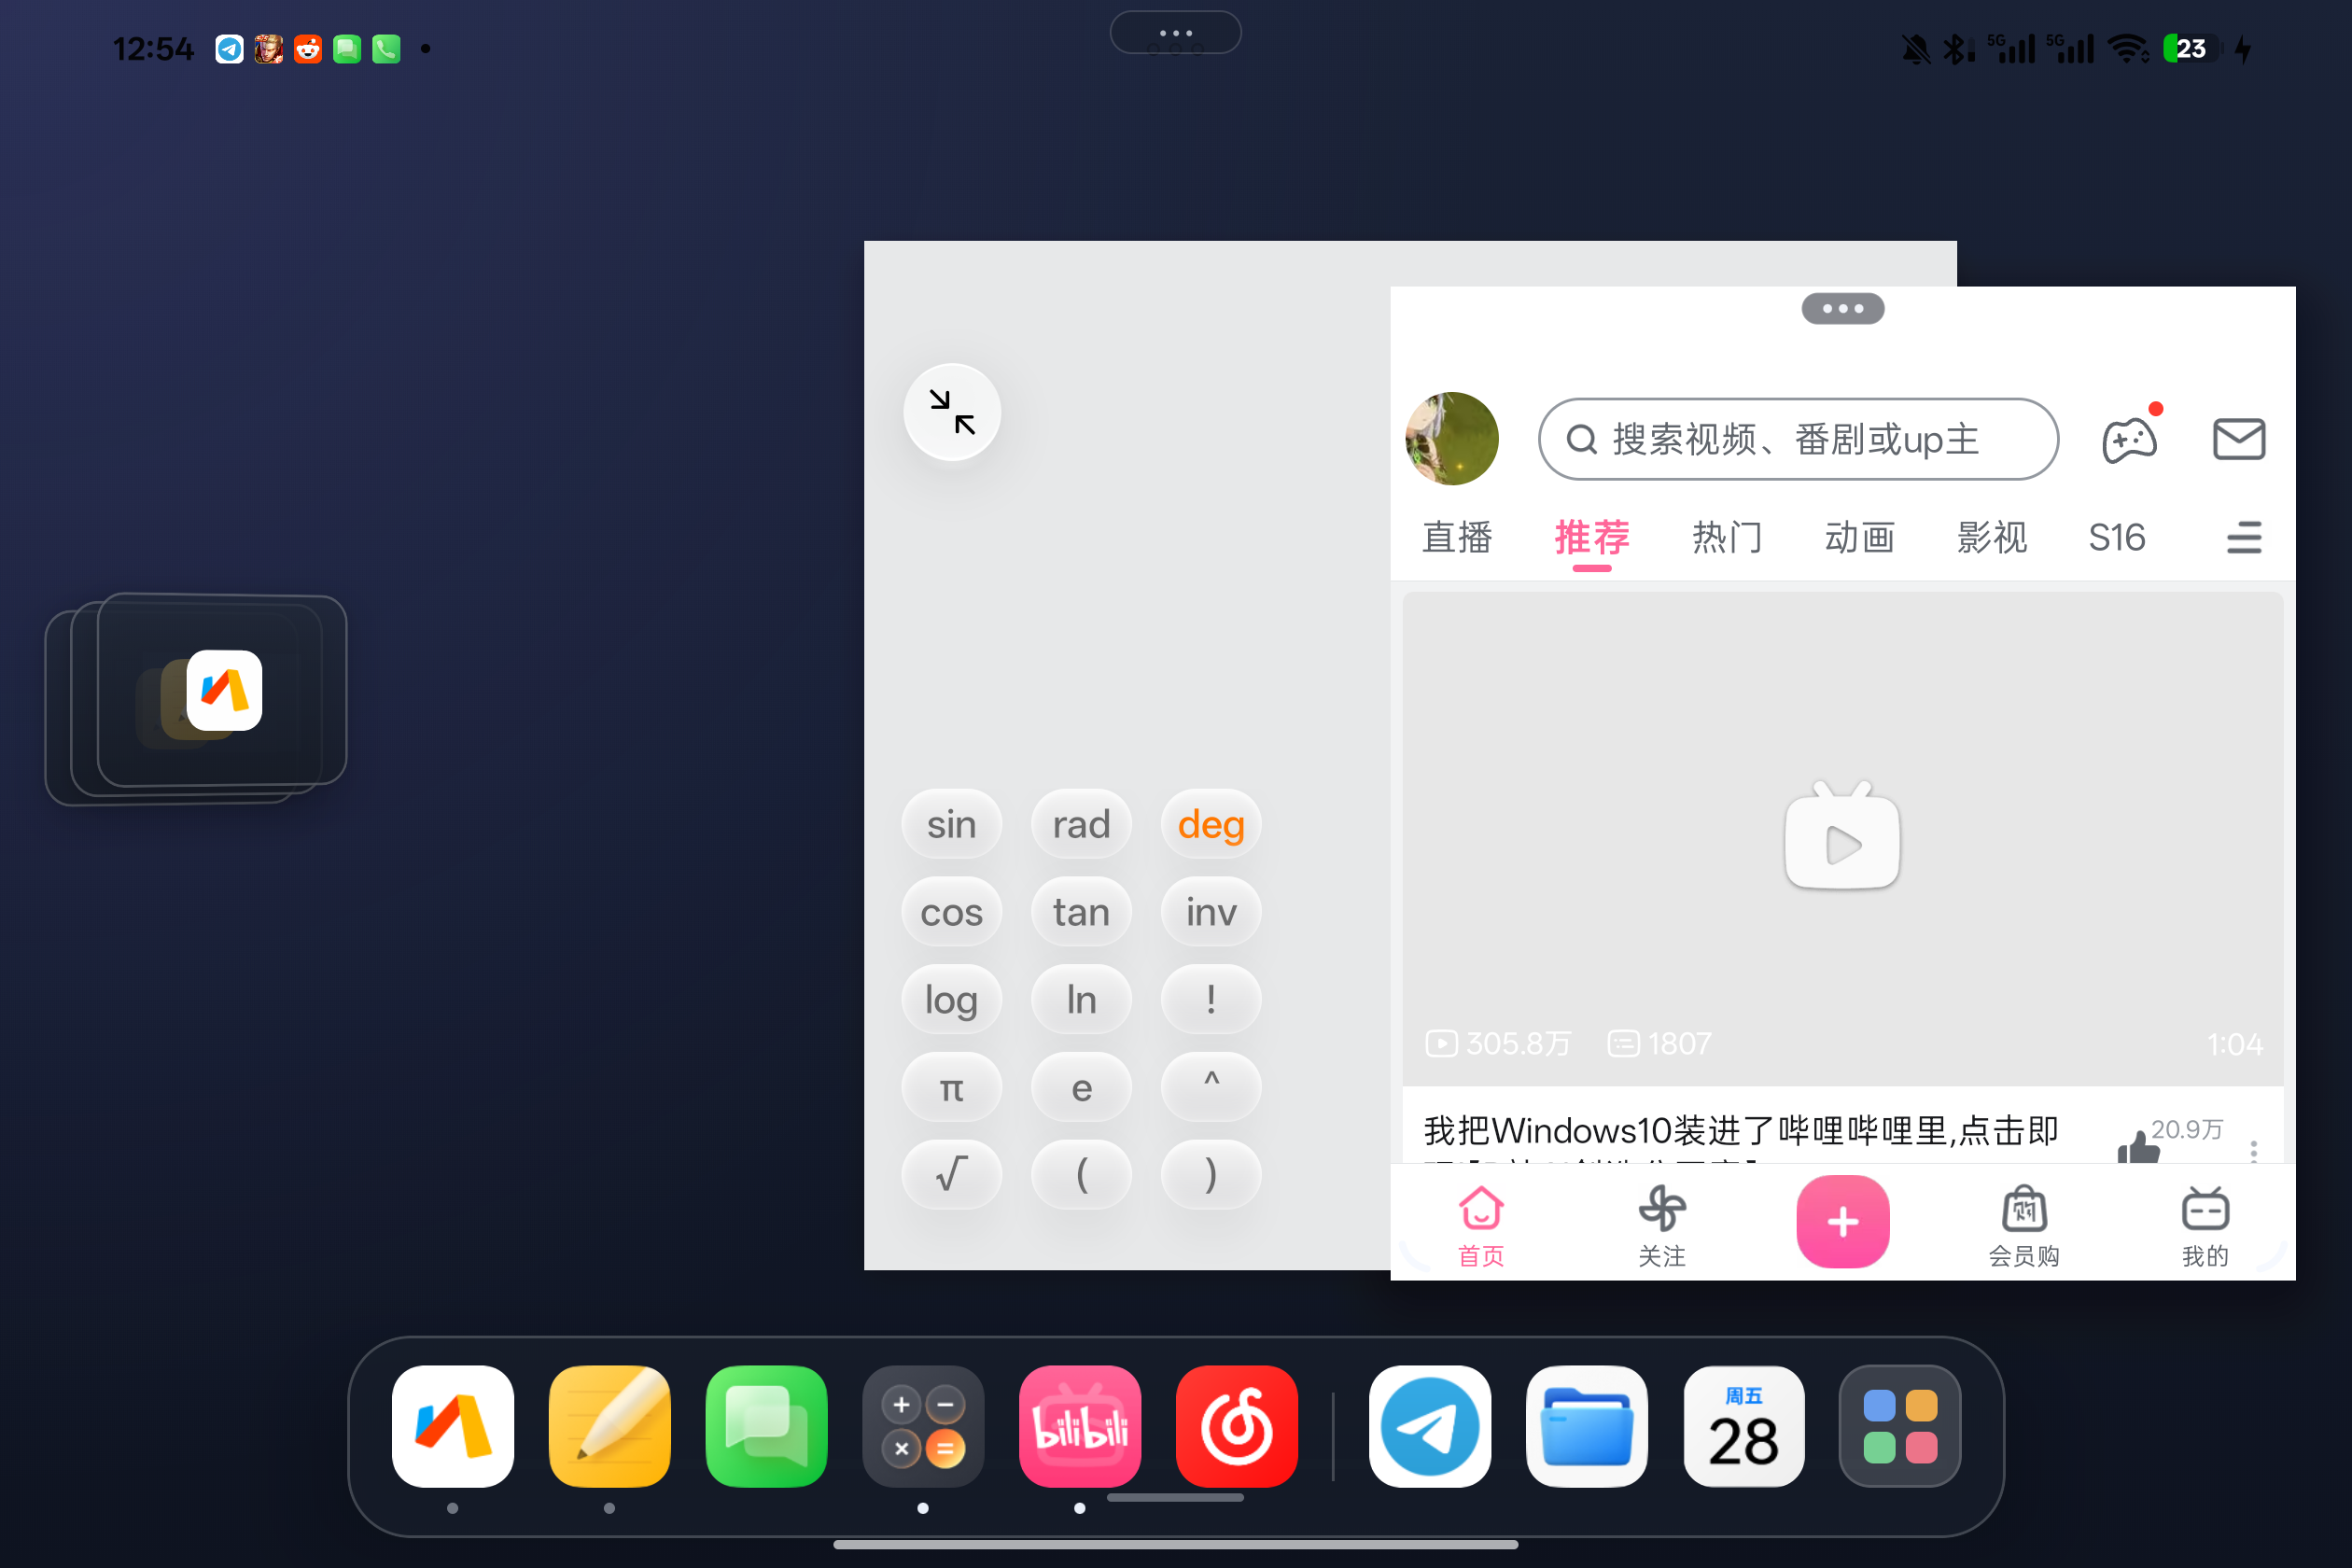 12:54
5G
5G
23
搜索视频、番剧或up主
直播 推荐 热门 动画 影视 S16
sin rad deg
cos tan inv
log ln !
π e ^
√ ( )
305.8万 1807 1:04
我把Windows10装进了哔哩哔哩里,点击即
20.9万
首页 关注 会员购 我的
bilibili
周五
28